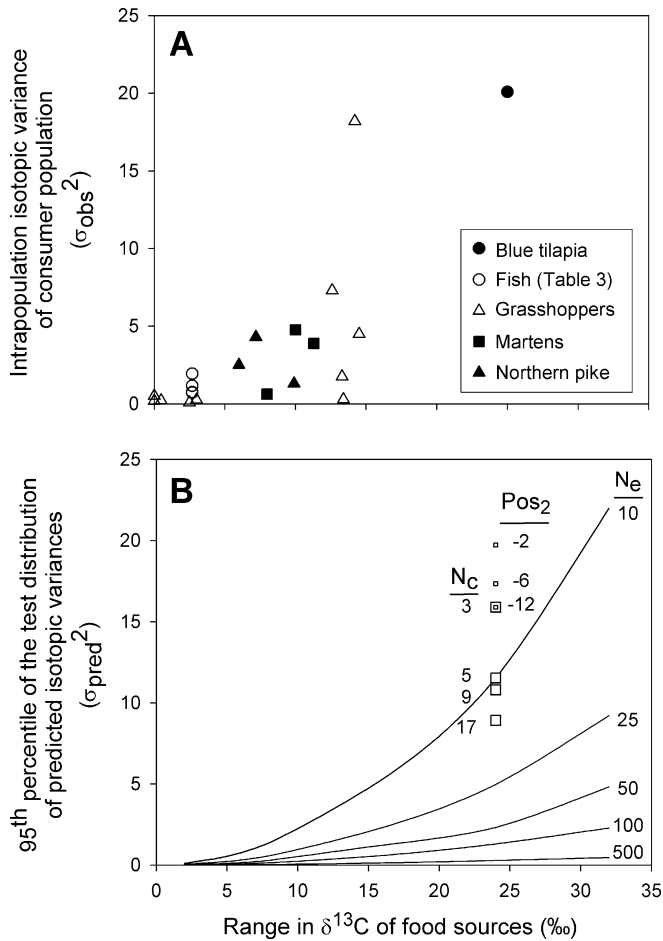 A
25
20
15
10
5
0
Intrapopulation isotopic variance
of consumer population
(σobs²)
Blue tilapia
Fish (Table 3)
Grasshoppers
Martens
Northern pike
B
25
20
15
10
5
0
95th percentile of the test distribution
of predicted isotopic variances
(σpred²)
Ne
10
Pos2
-2
-6
-12
Nc
3
5
9
17
25
50
100
500
0 5 10 15 20 25 30 35
Range in δ¹³C of food sources (‰)